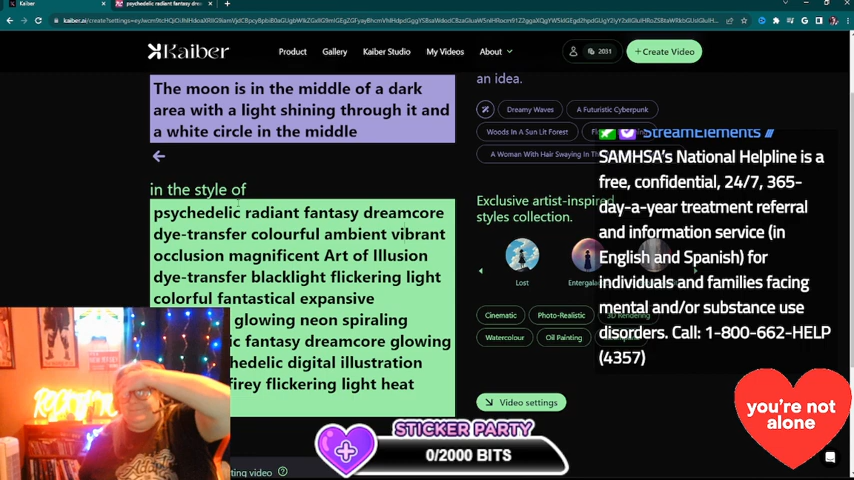 Kaiber
psychedelic radiant fantasy drea
Kaiber
Product
Gallery
Kaiber Studio
My Videos
About
2031
+ Create Video
The moon is in the middle of a dark
area with a light shining through it and
a white circle in the middle
in the style of
psychedelic radiant fantasy dreamcore
dye-transfer colourful ambient vibrant
occlusion magnificent Art of Illusion
dye-transfer blacklight flickering light
colorful fantastical expansive
glowing neon spiraling
fantasy dreamcore glowing
digital illustration
flickering light heat
an idea.
Dreamy Waves
A Futuristic Cyberpunk
Woods In A Sun Lit Forest
A Woman With Hair Swaying In Th
Exclusive artist-inspired
styles collection.
Lost
Cinematic
Photo-Realistic
3D Rendering
Watercolour
Oil Painting
Video settings
StreamElements //
SAMHSA's National Helpline is a
free, confidential, 24/7, 365-
day-a-year treatment referral
and information service (in
English and Spanish) for
individuals and families facing
mental and/or substance use
disorders. Call: 1-800-662-HELP
(4357)
you're not
alone
STICKER PARTY
0/2000 BITS
ting video